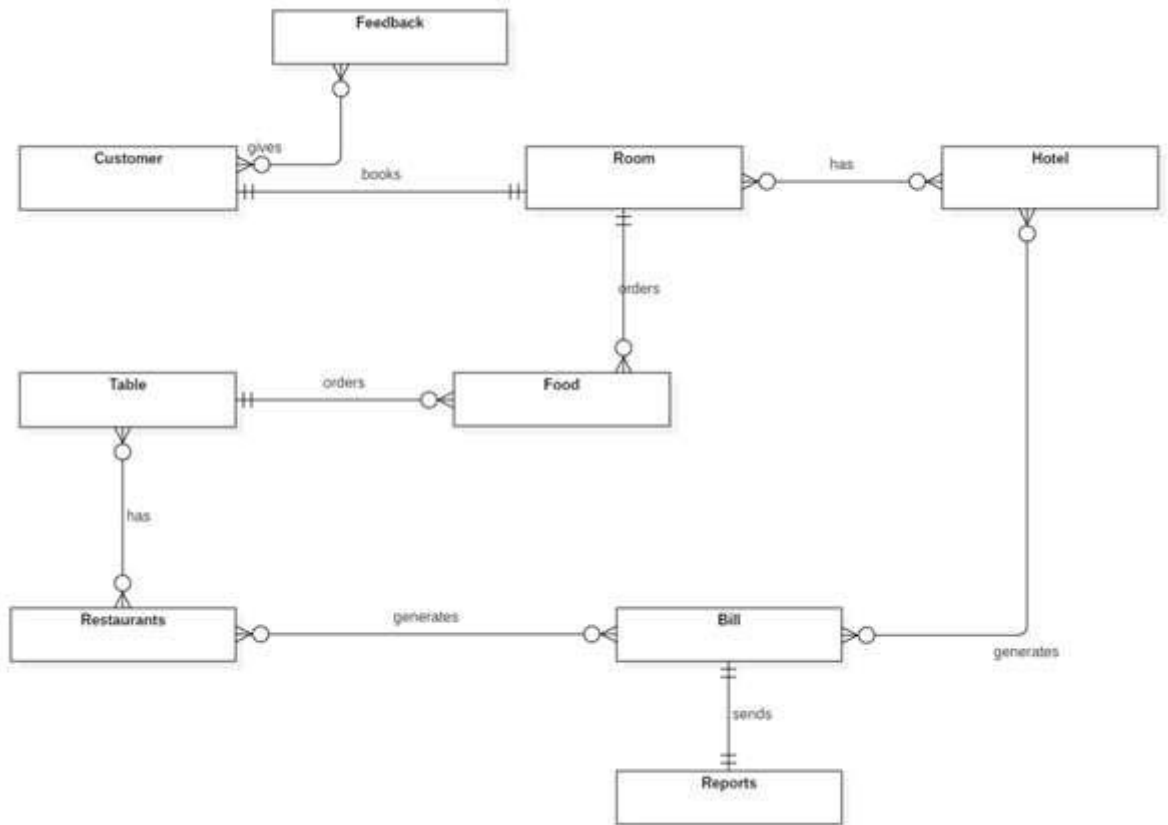 Feedback
Customer
gives
books
Room
has
Hotel
orders
Table
orders
Food
has
Restaurants
generates
Bill
generates
sends
Reports